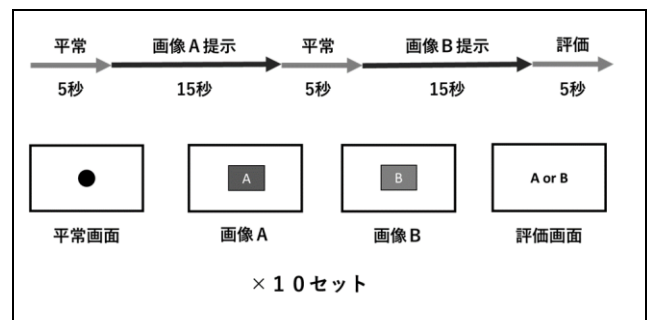 平常 画像A提示 平常 画像B提示 評価
5秒 15秒 5秒 15秒 5秒
A B A or B
平常画面 画像A 画像B 評価画面
×10セット